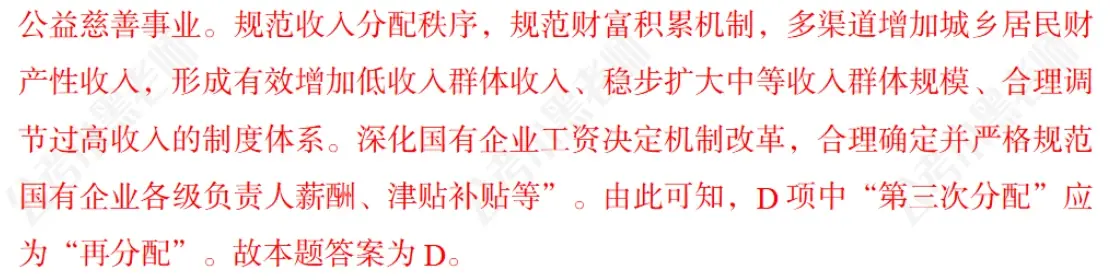 公益慈善事业。规范收入分配秩序，规范财富积累机制，多渠道增加城乡居民财
产性收入，形成有效增加低收入群体收入、稳步扩大中等收入群体规模、合理调
节过高收入的制度体系。深化国有企业工资决定机制改革，合理确定并严格规范
国有企业各级负责人薪酬、津贴补贴等”。由此可知，D 项中“第三次分配”应
为“再分配”。故本题答案为 D。